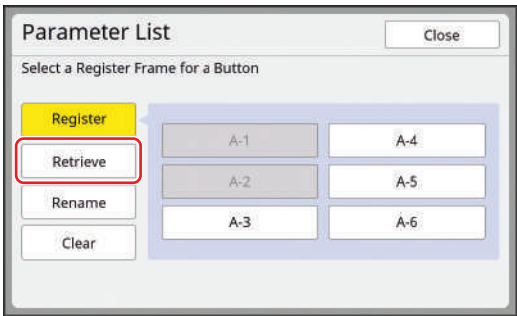 Parameter List
Close
Select a Register Frame for a Button
Register
Retrieve
Rename
Clear
A-1
A-4
A-2
A-5
A-3
A-6